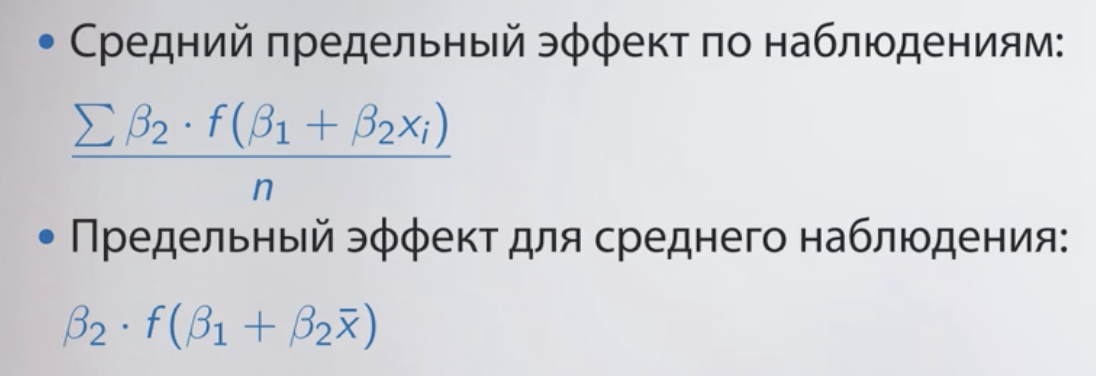 • Средний предельный эффект по наблюдениям:
∑ β₂ · f(β₁ + β₂xᵢ)
n
• Предельный эффект для среднего наблюдения:
β₂ · f(β₁ + β₂x̄)